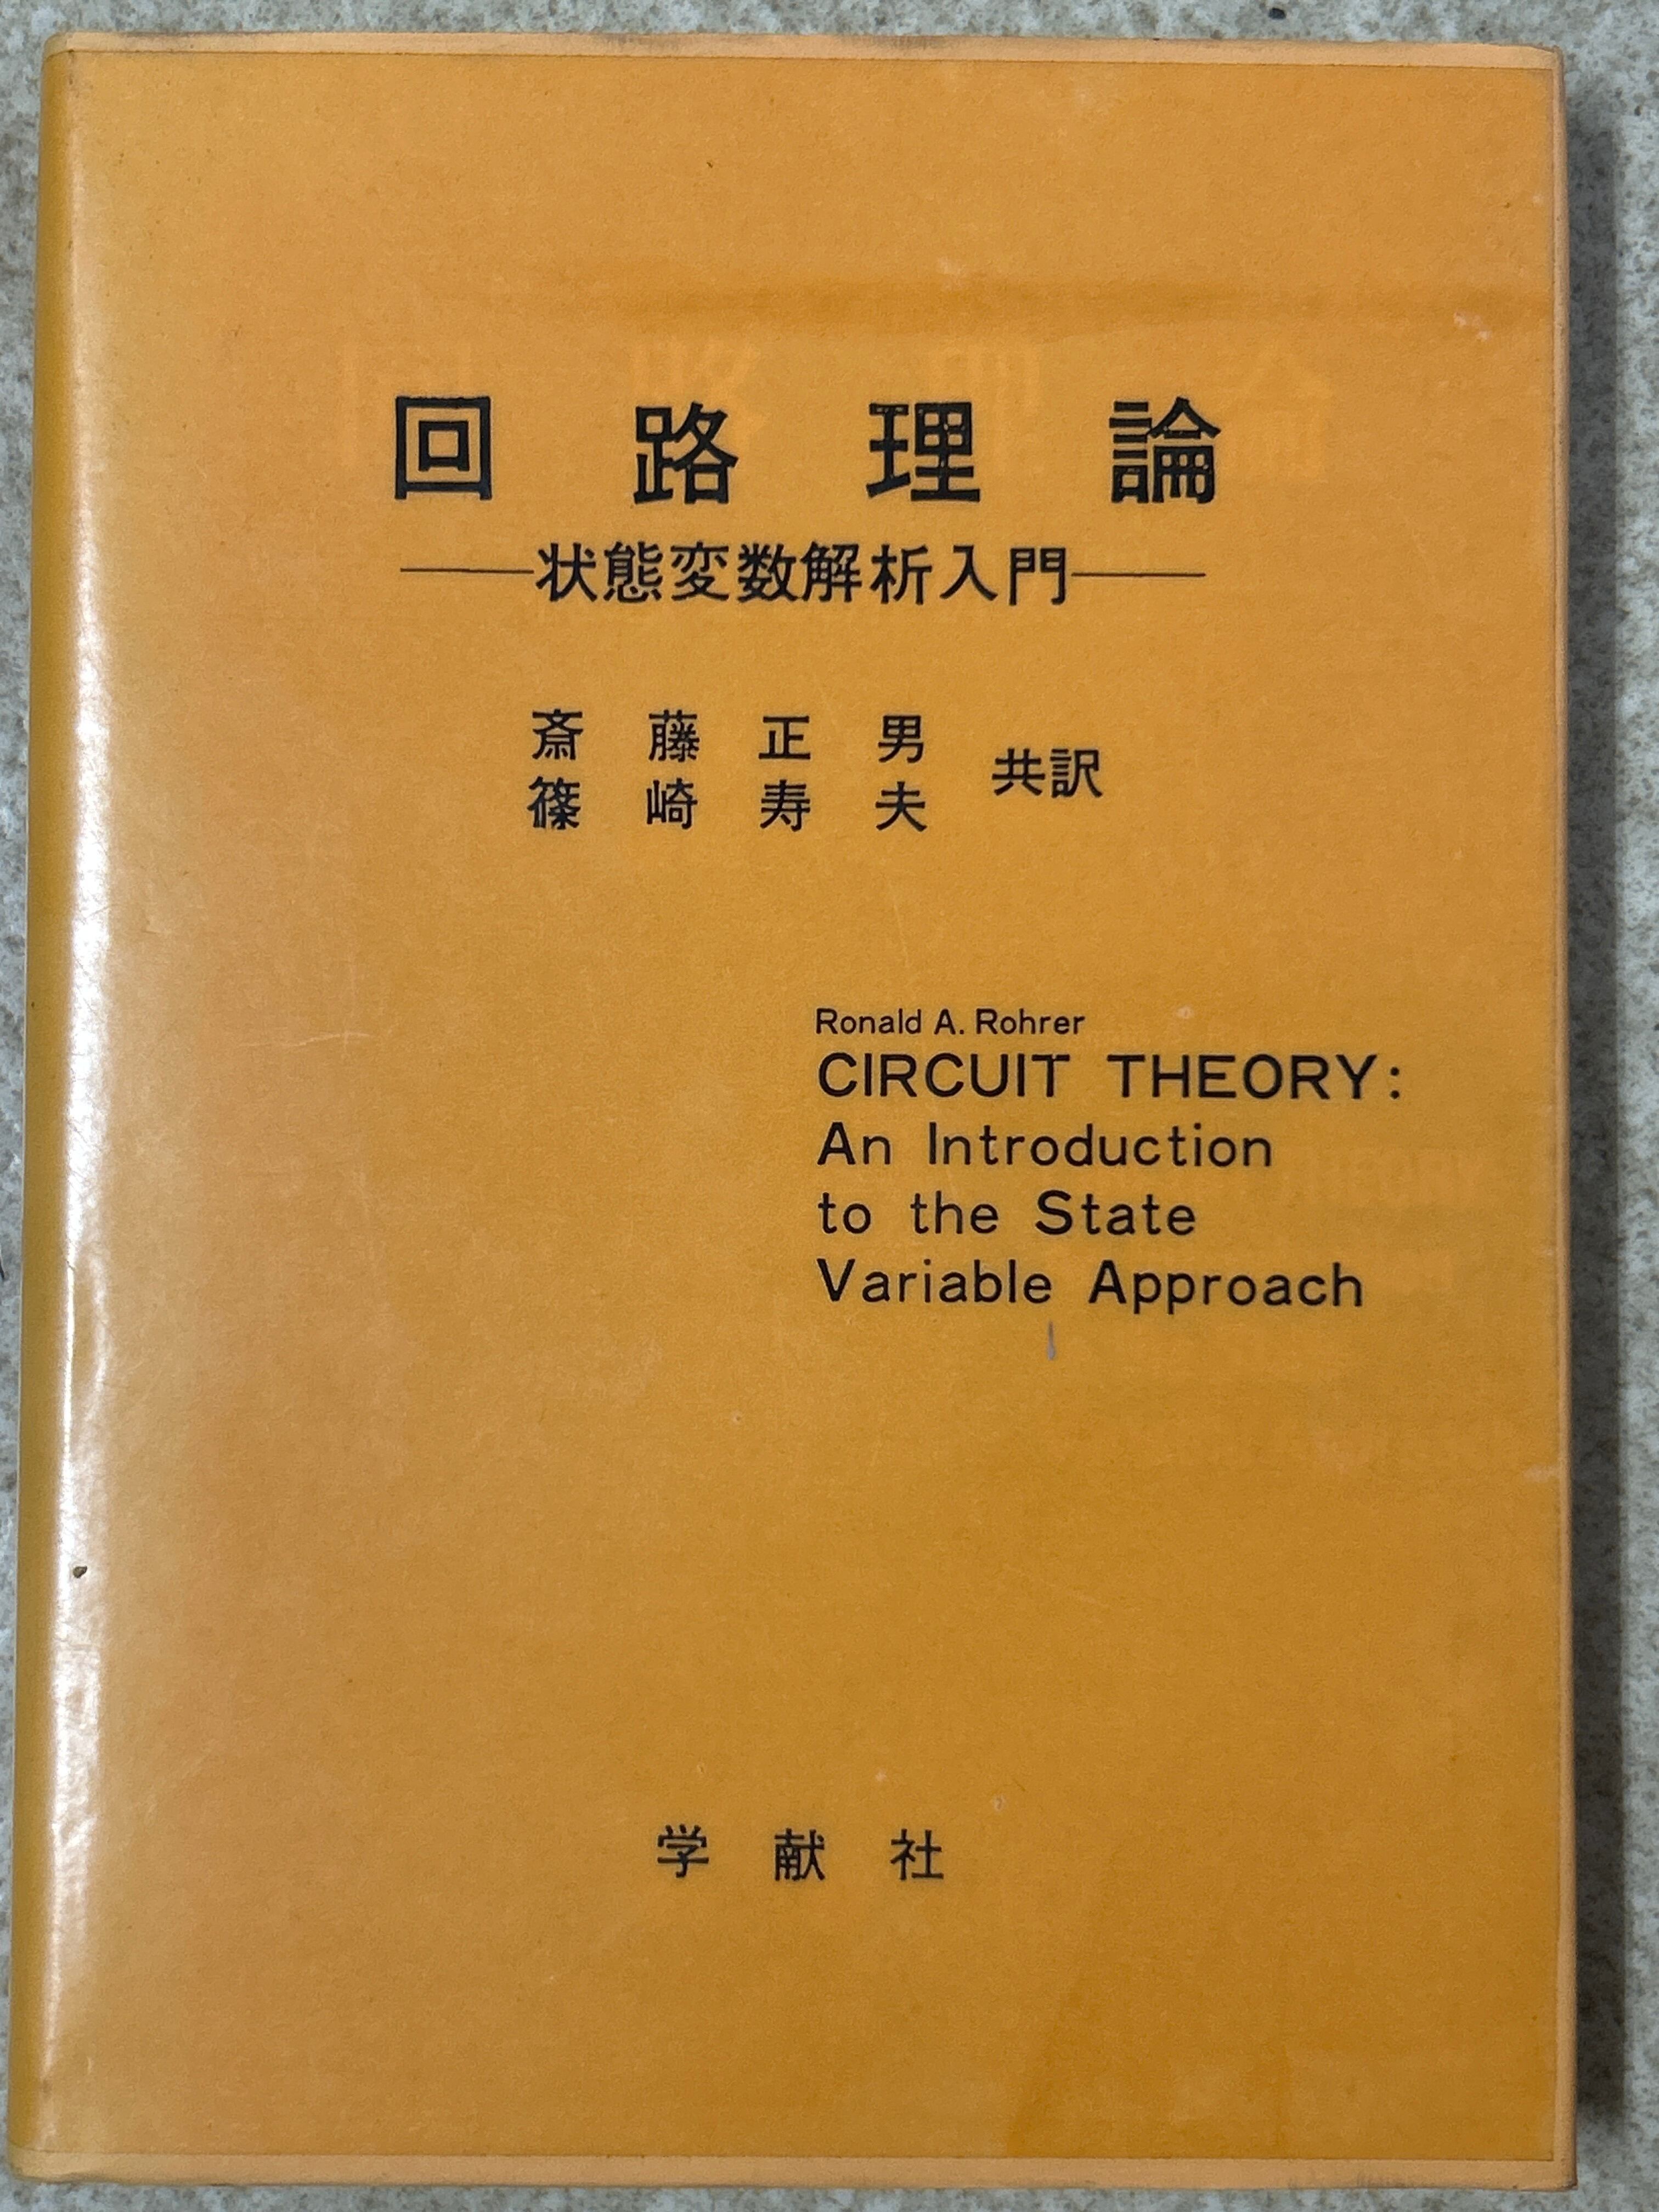 回路理論
——状態変数解析入門——
斎藤正男
篠崎寿夫
共訳
Ronald A. Rohrer
CIRCUIT THEORY:
An Introduction
to the State
Variable Approach
学献社